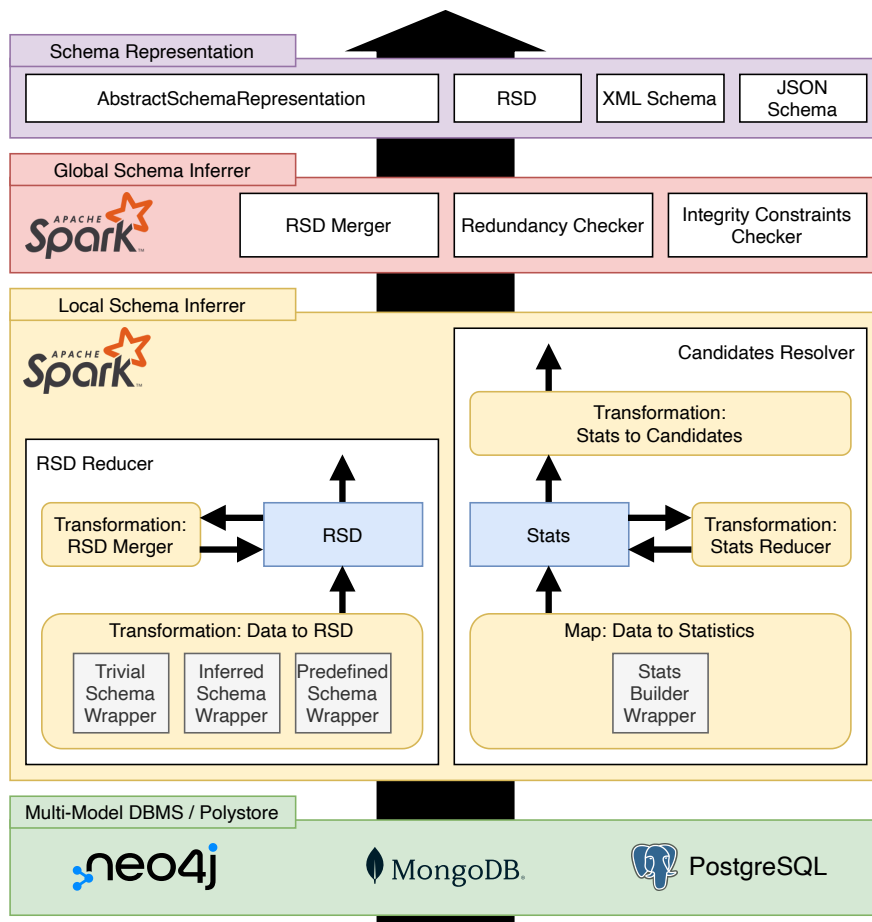 Schema Representation
AbstractSchemaRepresentation
RSD
XML Schema
JSON
Schema
Global Schema Inferrer
APACHE
Spark™
RSD Merger
Redundancy Checker
Integrity Constraints
Checker
Local Schema Inferrer
APACHE
Spark™
Candidates Resolver
Transformation:
Stats to Candidates
RSD Reducer
Transformation:
RSD Merger
RSD
Stats
Transformation:
Stats Reducer
Transformation: Data to RSD
Trivial
Schema
Wrapper
Inferred
Schema
Wrapper
Predefined
Schema
Wrapper
Map: Data to Statistics
Stats
Builder
Wrapper
Multi-Model DBMS / Polystore
neo4j
MongoDB®
PostgreSQL